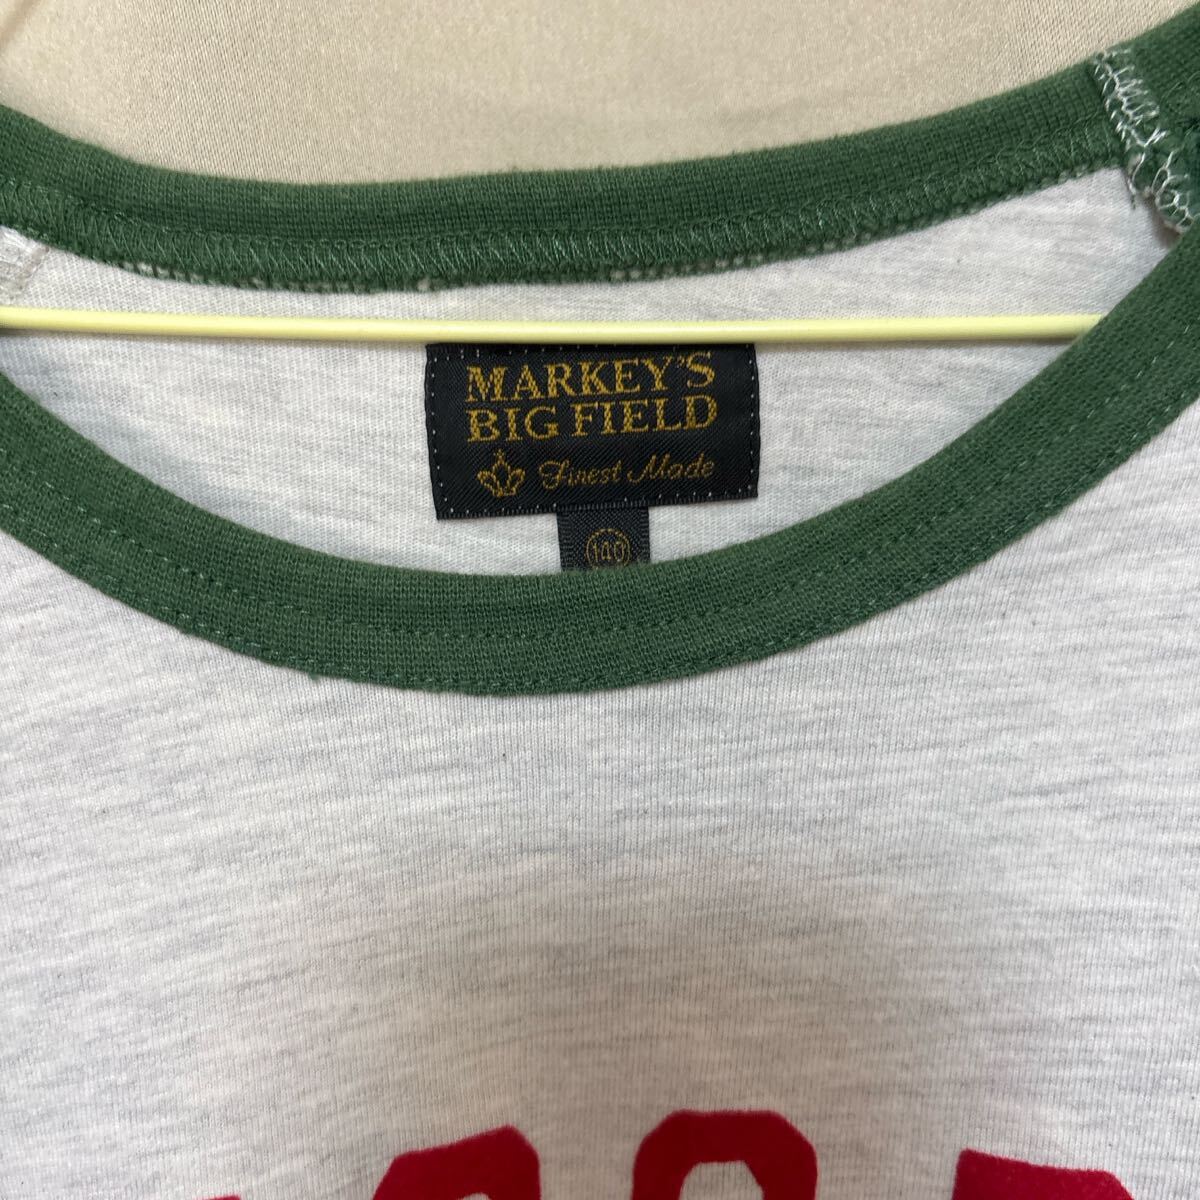 MARKEY'S
BIG FIELD
Finest Made
140